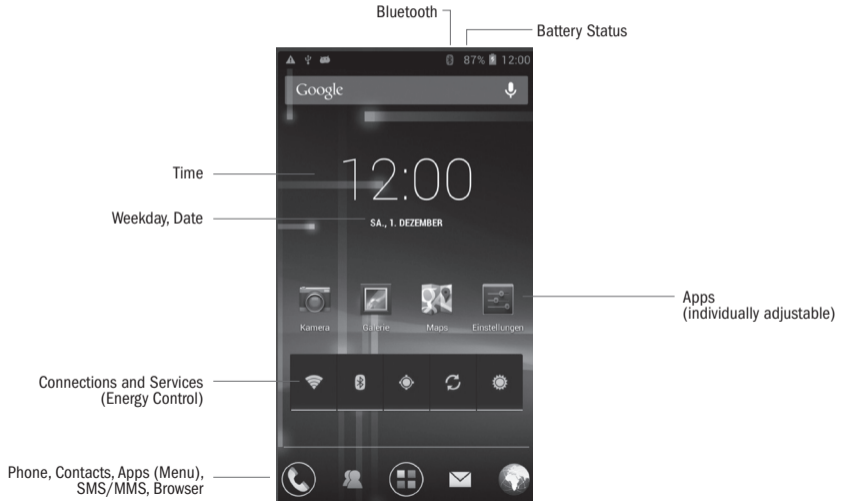 Bluetooth
Battery Status
87% 12:00
Google
12:00
Time
Weekday, Date
SA., 1. DEZEMBER
Kamera Galerie Maps Einstellungen
Apps
(individually adjustable)
Connections and Services
(Energy Control)
Phone, Contacts, Apps (Menu),
SMS/MMS, Browser